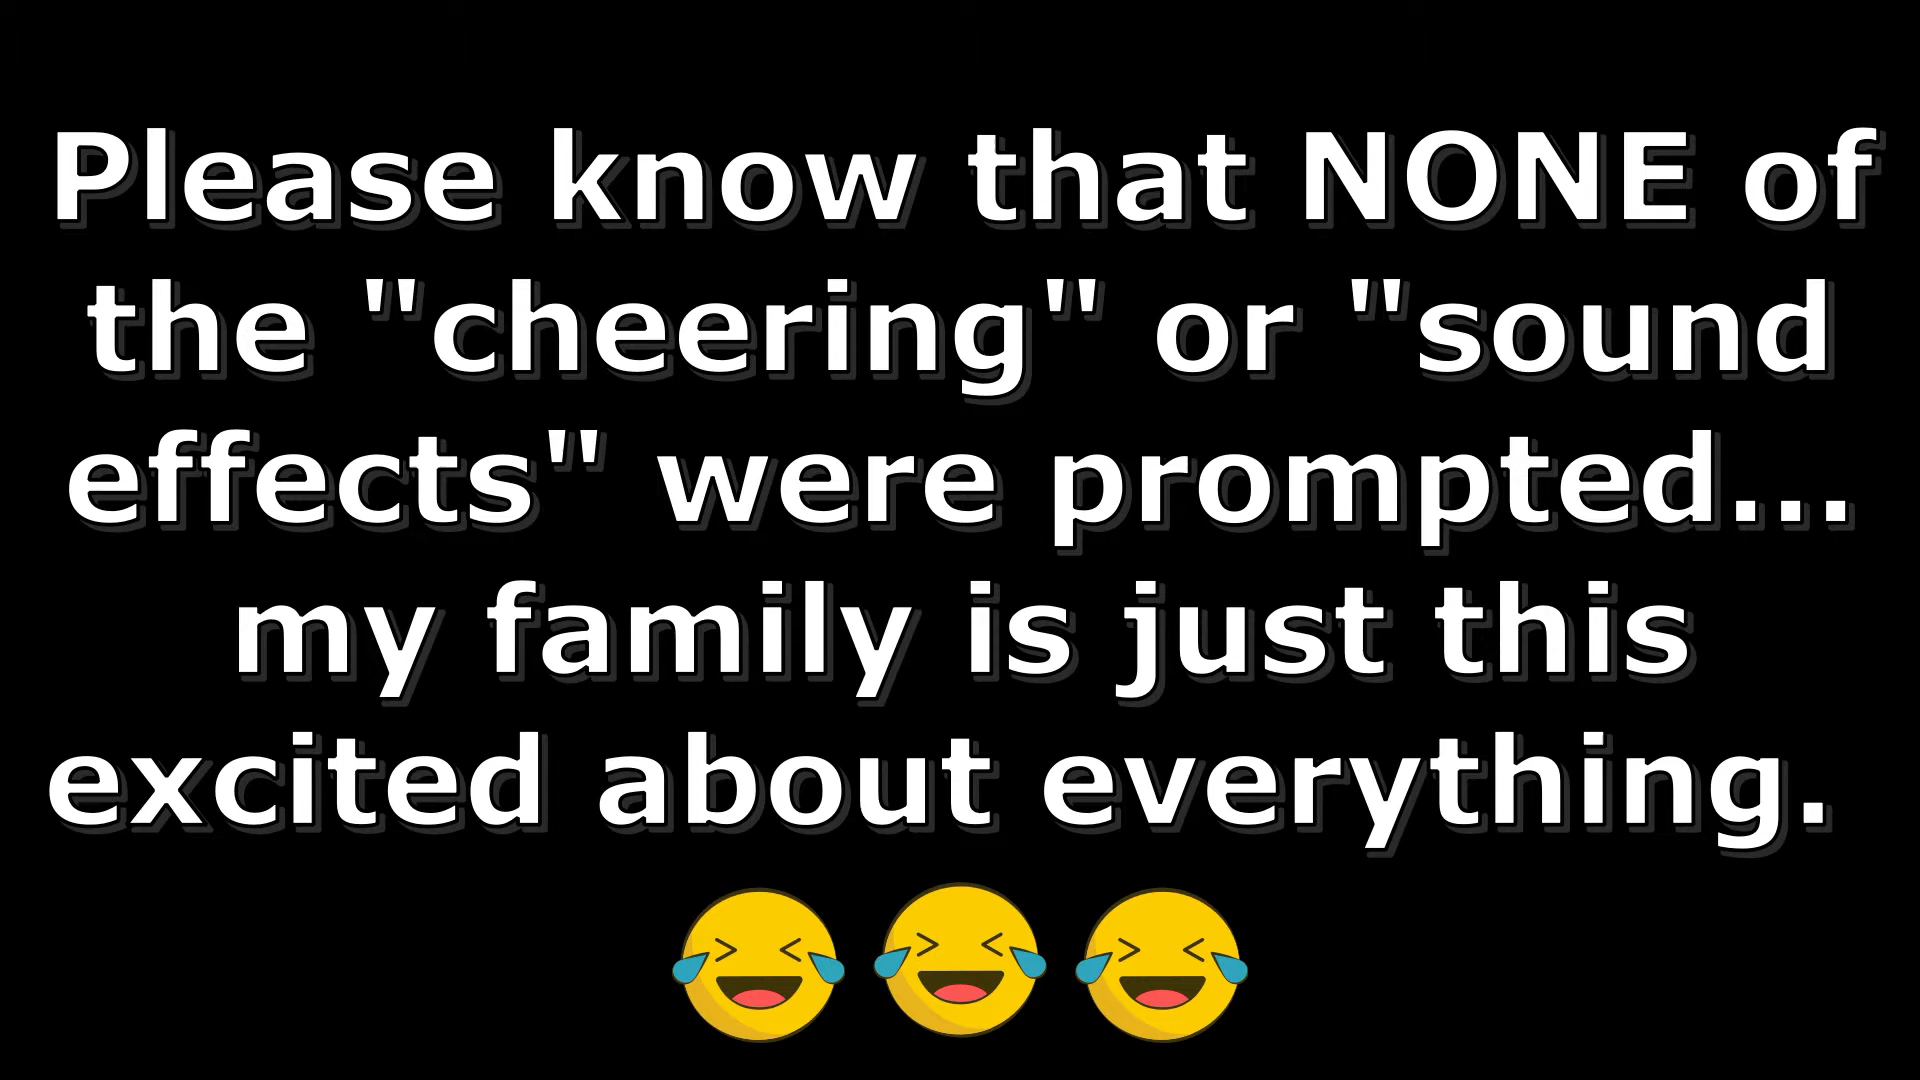 Please know that NONE of
the "cheering" or "sound
effects" were prompted...
my family is just this
excited about everything.